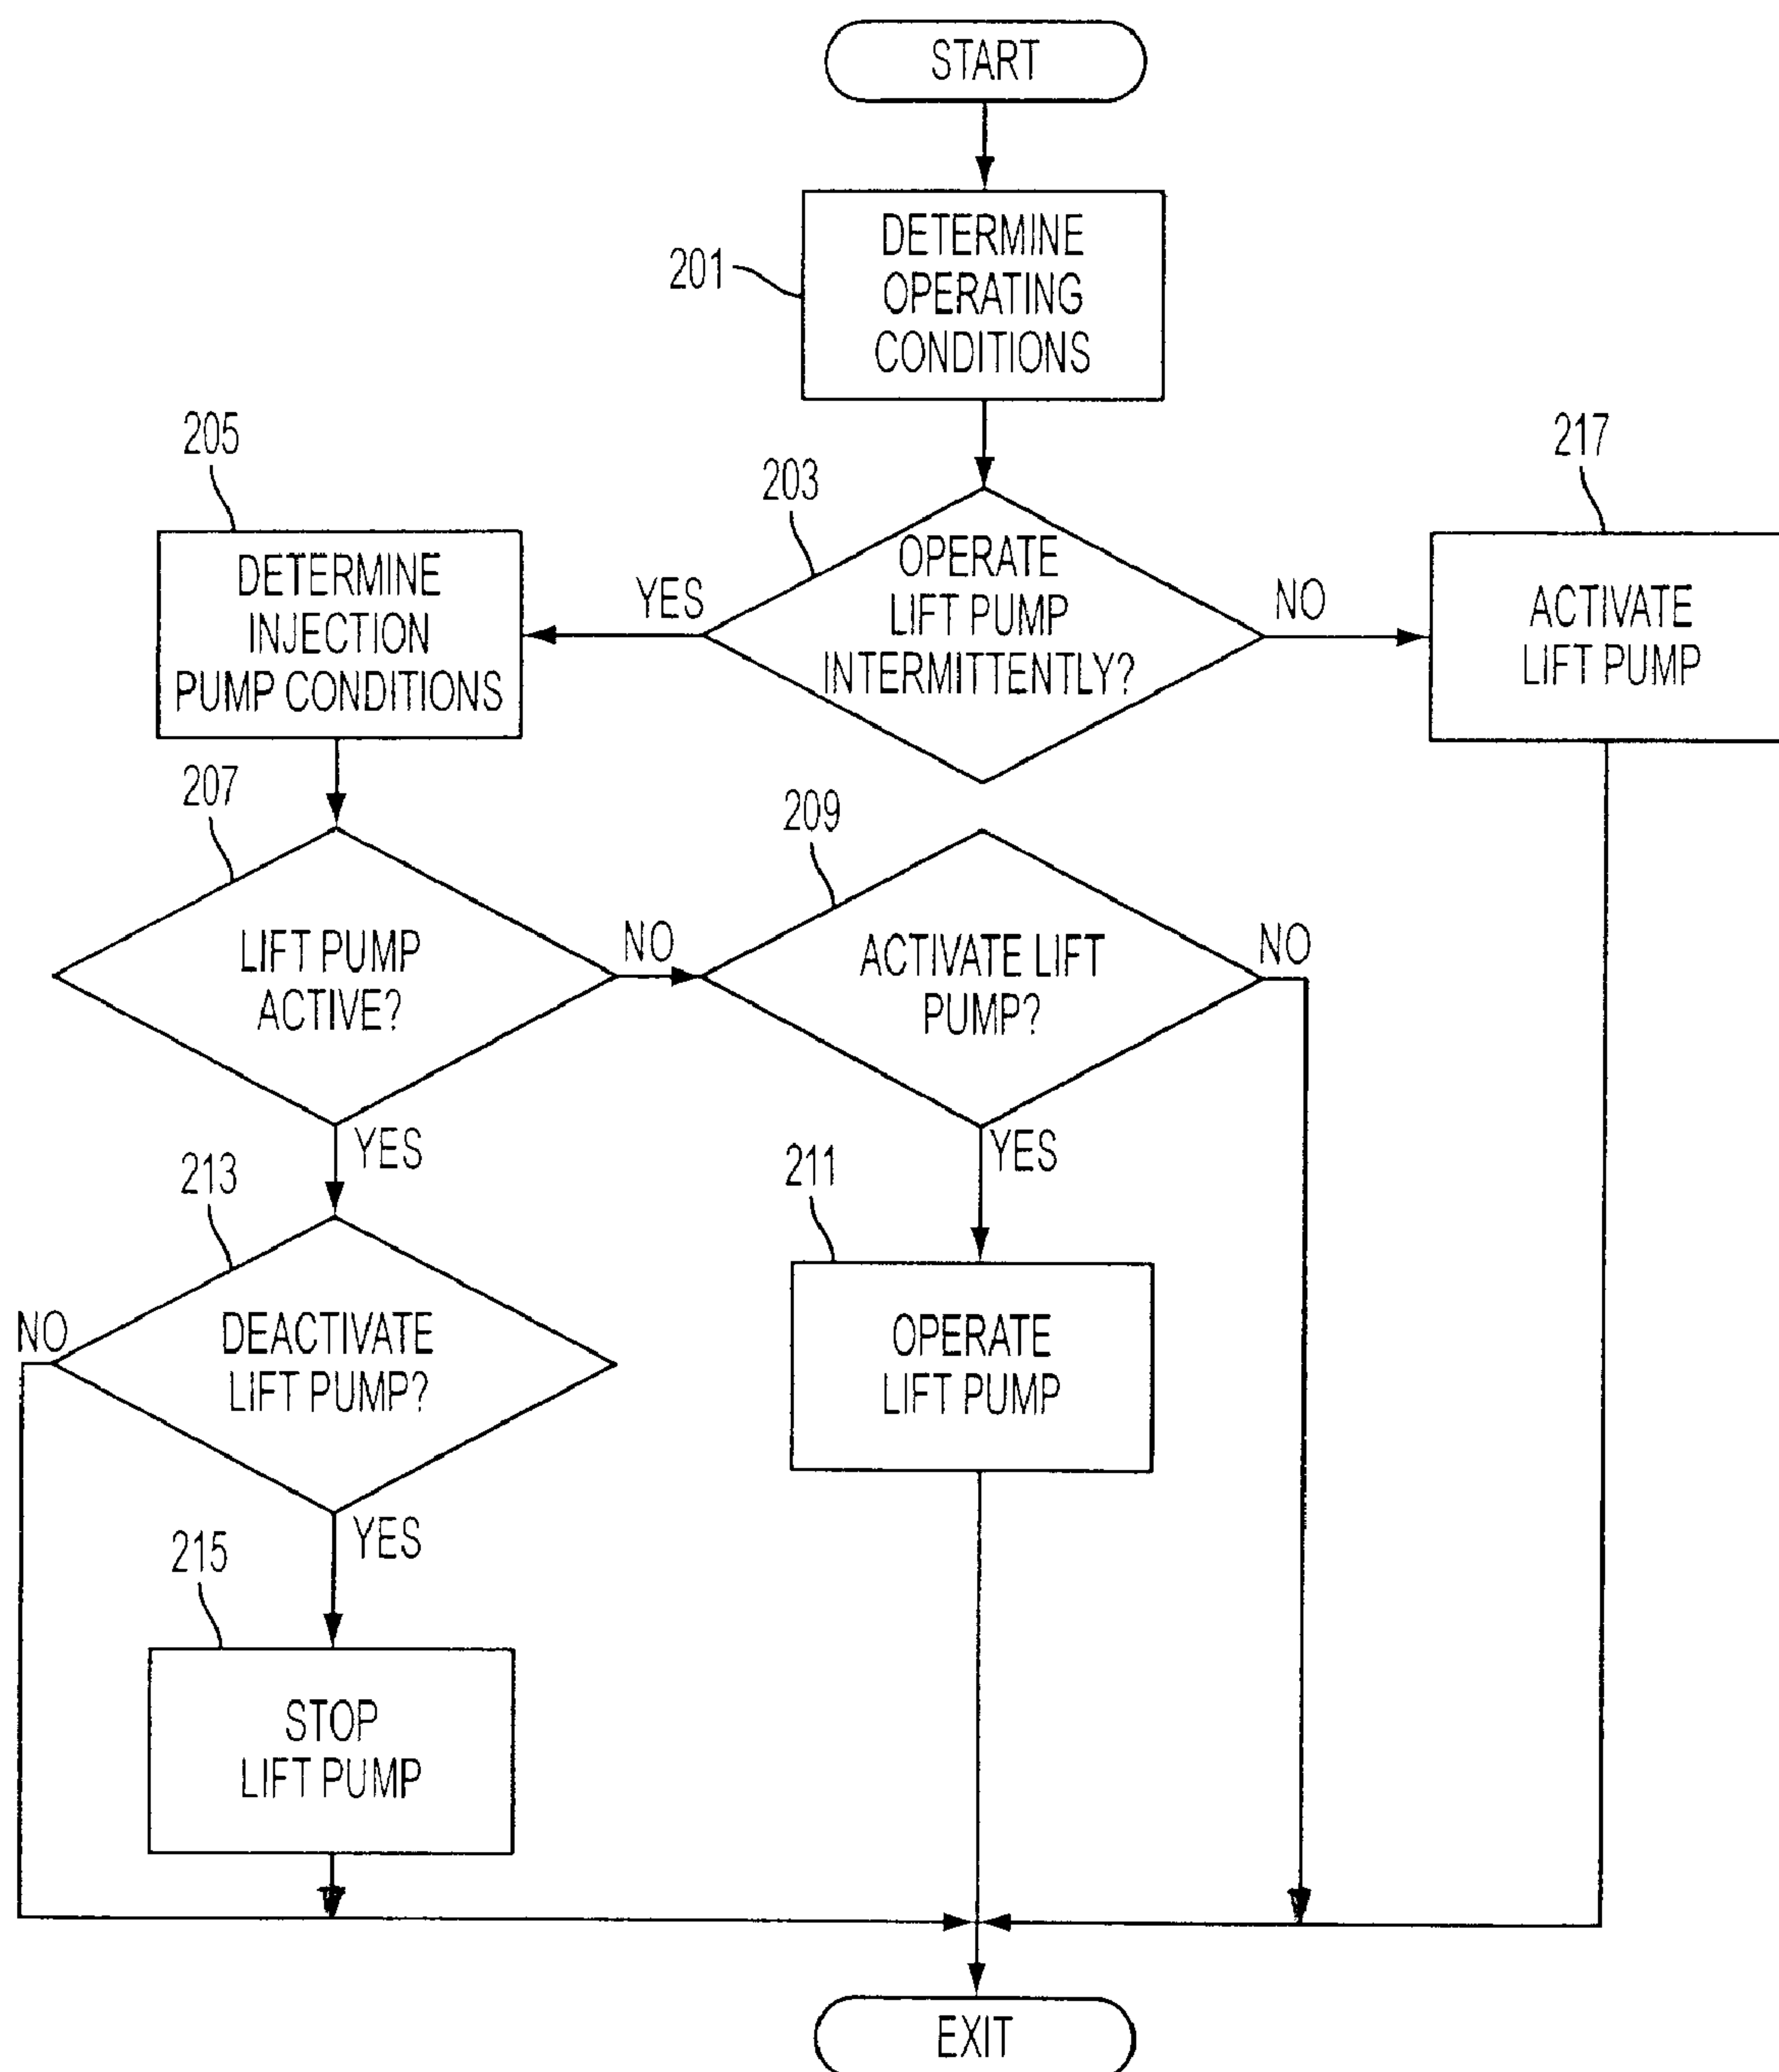 START
201
DETERMINE
OPERATING
CONDITIONS
205
203
217
DETERMINE
INJECTION
PUMP CONDITIONS
YES
OPERATE
LIFT PUMP
INTERMITTENTLY?
NO
ACTIVATE
LIFT PUMP
207
209
LIFT PUMP
ACTIVE?
NO
ACTIVATE LIFT
PUMP?
NO
YES
YES
213
211
NO
DEACTIVATE
LIFT PUMP?
OPERATE
LIFT PUMP
YES
215
STOP
LIFT PUMP
EXIT